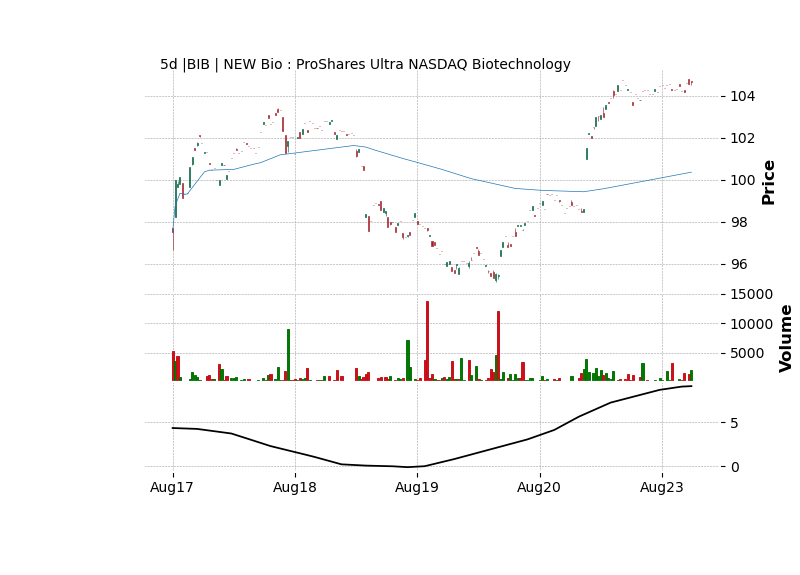 5d |BIB | NEW Bio : ProShares Ultra NASDAQ Biotechnology
104
102
100
98
96
Price
15000
10000
5000
Volume
5
0
Aug17 Aug18 Aug19 Aug20 Aug23